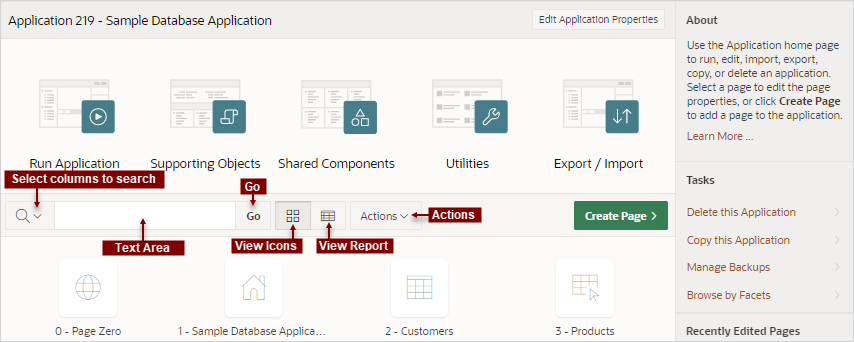 Application 219 - Sample Database Application
Edit Application Properties
Run Application
Supporting Objects
Shared Components
Utilities
Export / Import
Select columns to search
Go
Go
Actions
Actions
Create Page
Text Area
View Icons
View Report
0 - Page Zero
1 - Sample Database Applica...
2 - Customers
3 - Products
About
Use the Application home page
to run, edit, import, export,
copy, or delete an application.
Select a page to edit the page
properties, or click Create Page
to add a page to the application.
Learn More ...
Tasks
Delete this Application
Copy this Application
Manage Backups
Browse by Facets
Recently Edited Pages